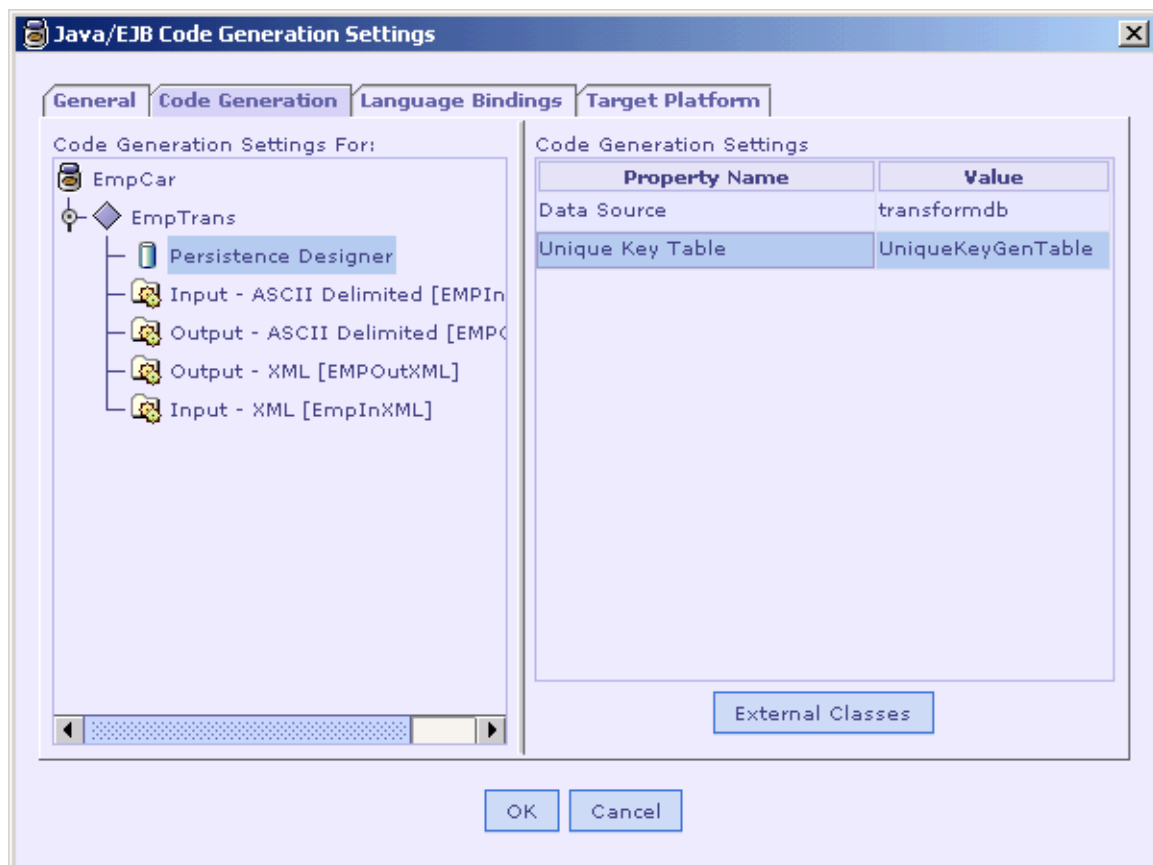 Java/EJB Code Generation Settings
General Code Generation Language Bindings Target Platform
Code Generation Settings For:
EmpCar
EmpTrans
Persistence Designer
Input - ASCII Delimited [EMPIn
Output - ASCII Delimited [EMPO
Output - XML [EMPOutXML]
Input - XML [EmpInXML]
Code Generation Settings
Property Name Value
Data Source transformdb
Unique Key Table UniqueKeyGenTable
External Classes
OK Cancel